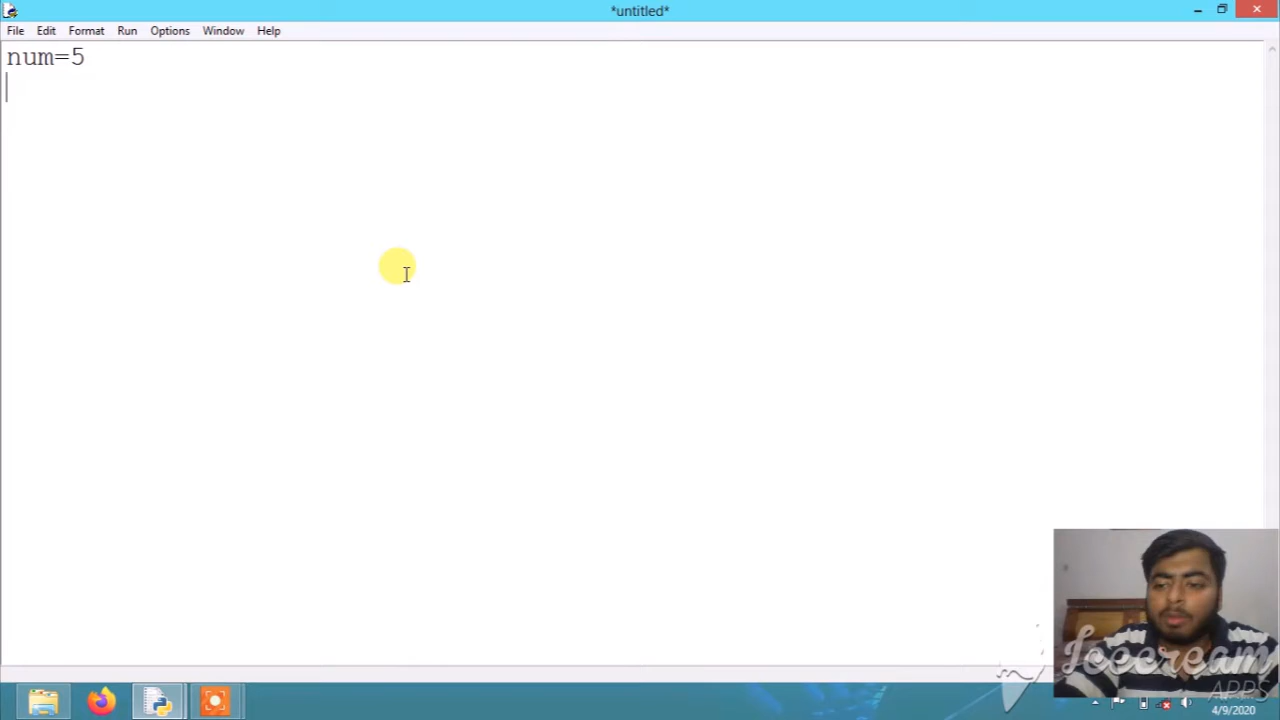 *untitled*
File Edit Format Run Options Window Help
num=5
Icecream
APPS
4/9/2020